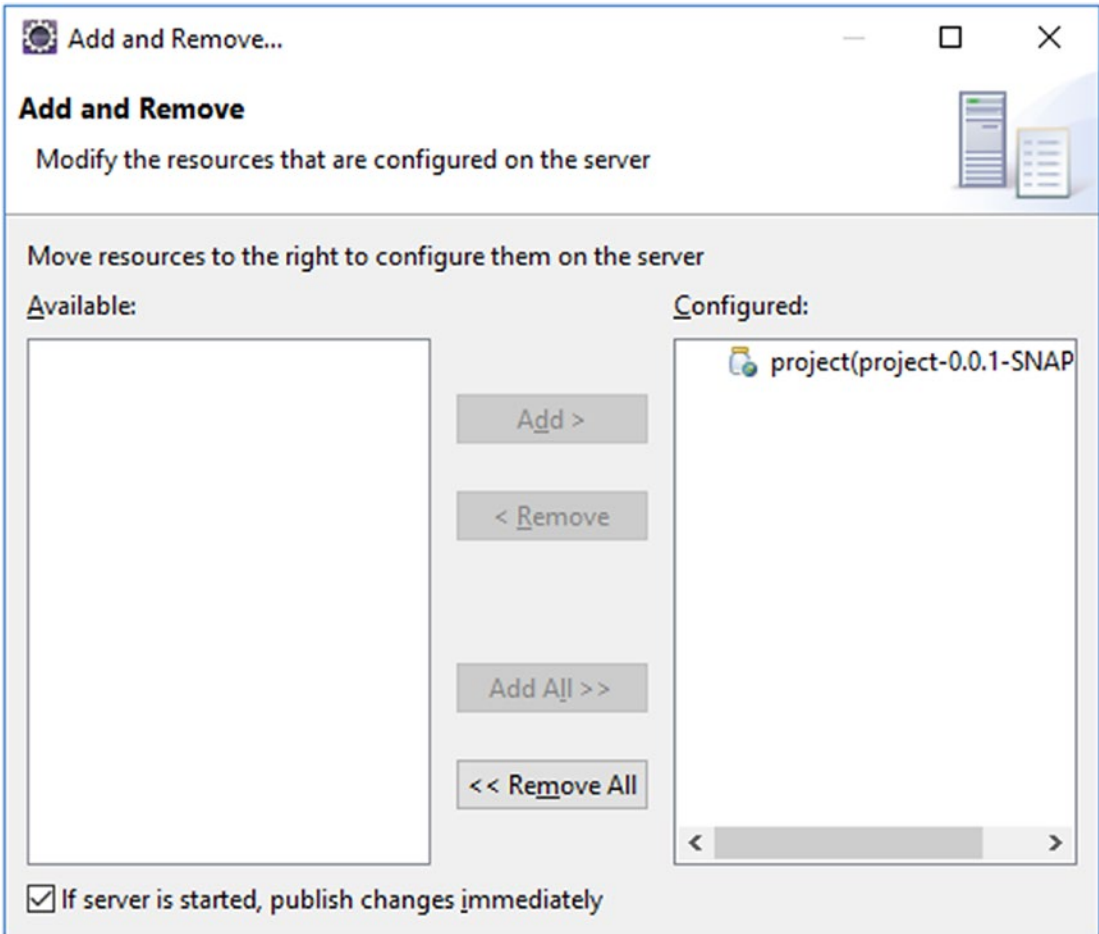 Add and Remove...
Add and Remove
Modify the resources that are configured on the server
Move resources to the right to configure them on the server
Available:
Configured:
project(project-0.0.1-SNAP
Add >
< Remove
Add All >>
<< Remove All
If server is started, publish changes immediately